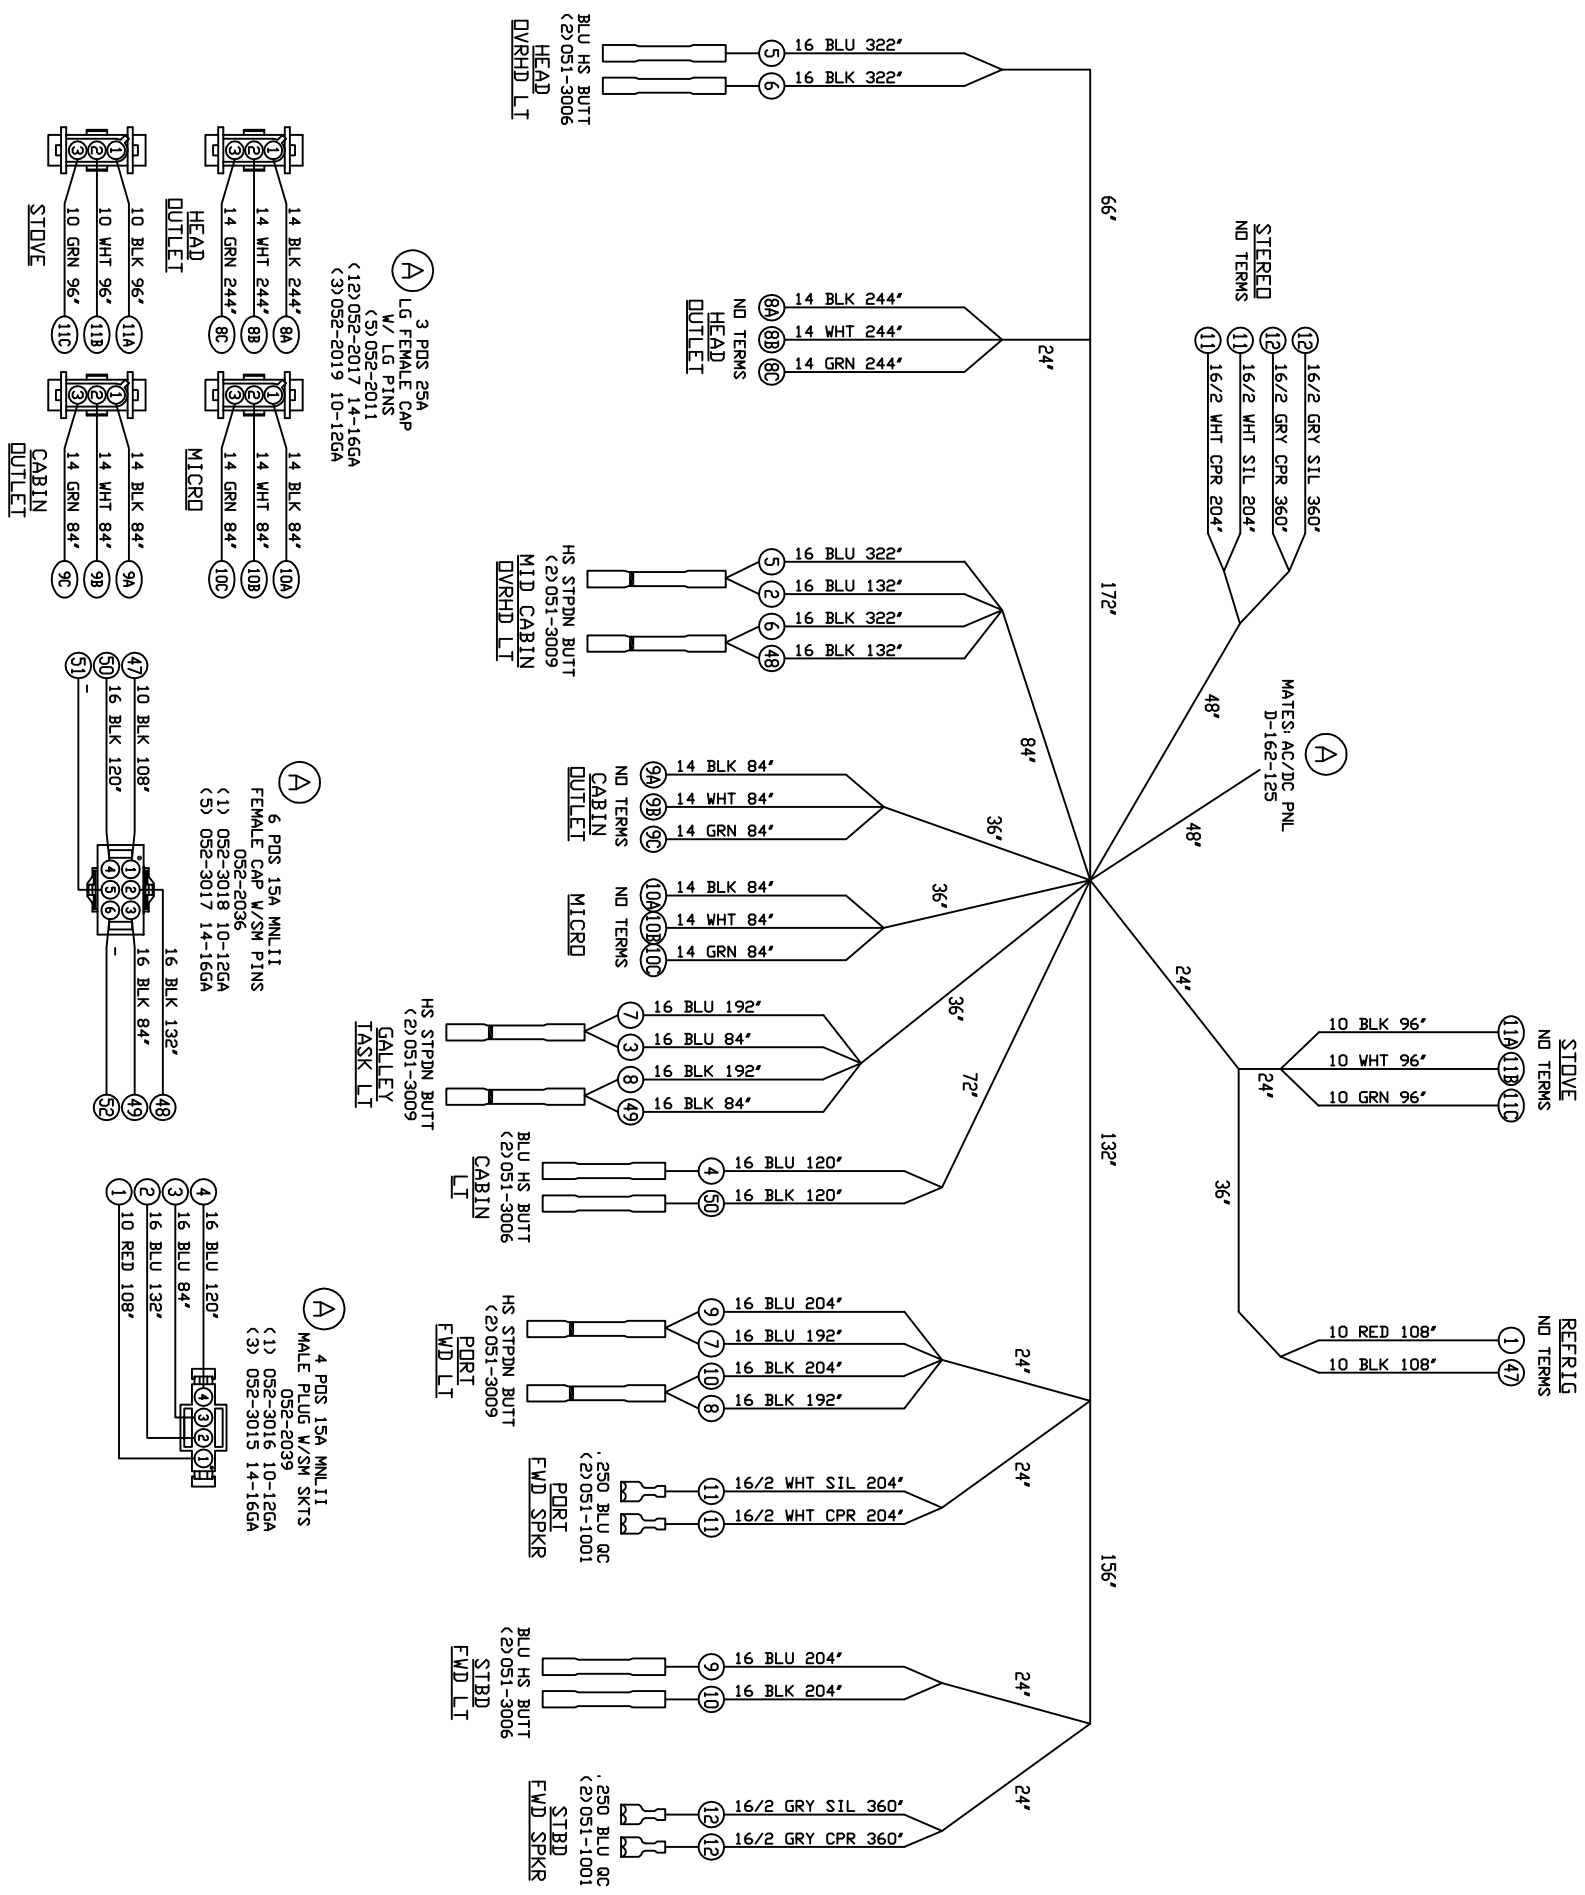 BLU HS BUTT
(2)051-3006
HEAD
OVRHD LT
5
16 BLU 322"
6
16 BLK 322"
66"
STEREO
NO TERMS
12
16/2 GRY SIL 360"
12
16/2 GRY CPR 360"
11
16/2 WHT SIL 204"
11
16/2 WHT CPR 204"
48"
8A
14 BLK 244"
8B
14 WHT 244"
8C
14 GRN 244"
NO TERMS
HEAD
OUTLET
24"
172"
HS STPDN BUTT
(2)051-3009
MID CABIN
OVRHD LT
5
16 BLU 322"
2
16 BLU 132"
6
16 BLK 322"
48
16 BLK 132"
84"
A
MATES: AC/DC PNL
D-162-125
48"
9A
14 BLK 84"
9B
14 WHT 84"
9C
14 GRN 84"
NO TERMS
CABIN
OUTLET
36"
10A
14 BLK 84"
10B
14 WHT 84"
10C
14 GRN 84"
NO TERMS
MICRO
36"
HS STPDN BUTT
(2)051-3009
GALLEY
TASK LT
7
16 BLU 192"
3
16 BLU 84"
8
16 BLK 192"
49
16 BLK 84"
36"
STOVE
NO TERMS
11A
10 BLK 96"
11B
10 WHT 96"
11C
10 GRN 96"
24"
24"
36"
REFRIG
NO TERMS
1
10 RED 108"
47
10 BLK 108"
BLU HS BUTT
(2)051-3006
CABIN
LT
4
16 BLU 120"
50
16 BLK 120"
72"
132"
HS STPDN BUTT
(2)051-3009
PORT
FWD LT
9
16 BLU 204"
7
16 BLU 192"
10
16 BLK 204"
8
16 BLK 192"
24"
.250 BLU QC
(2)051-1001
PORT
FWD SPKR
11
16/2 WHT SIL 204"
11
16/2 WHT CPR 204"
24"
156"
BLU HS BUTT
(2)051-3006
STBD
FWD LT
9
16 BLU 204"
10
16 BLK 204"
24"
.250 BLU QC
(2)051-1001
STBD
FWD SPKR
12
16/2 GRY SIL 360"
12
16/2 GRY CPR 360"
24"
A
3 POS 25A
LG FEMALE CAP
W/ LG PINS
(5)052-2011
(12)052-2017 14-16GA
(3)052-2019 10-12GA
1
14 BLK 244"
8A
2
14 WHT 244"
8B
3
14 GRN 244"
8C
HEAD
OUTLET
1
14 BLK 84"
10A
2
14 WHT 84"
10B
3
14 GRN 84"
10C
MICRO
1
10 BLK 96"
11A
2
10 WHT 96"
11B
3
10 GRN 96"
11C
STOVE
1
14 BLK 84"
9A
2
14 WHT 84"
9B
3
14 GRN 84"
9C
CABIN
OUTLET
A
6 POS 15A MNLII
FEMALE CAP W/SM PINS
052-2036
(1) 052-3018 10-12GA
(5) 052-3017 14-16GA
47
10 BLK 108"
50
16 BLK 120"
51
-
1
2
3
4
5
6
16 BLK 132"
48
16 BLK 84"
49
-
52
A
4 POS 15A MNLII
MALE PLUG W/SM SKTS
052-2039
(1) 052-3016 10-12GA
(3) 052-3015 14-16GA
4
16 BLU 120"
3
16 BLU 84"
2
16 BLU 132"
1
10 RED 108"
4
3
2
1